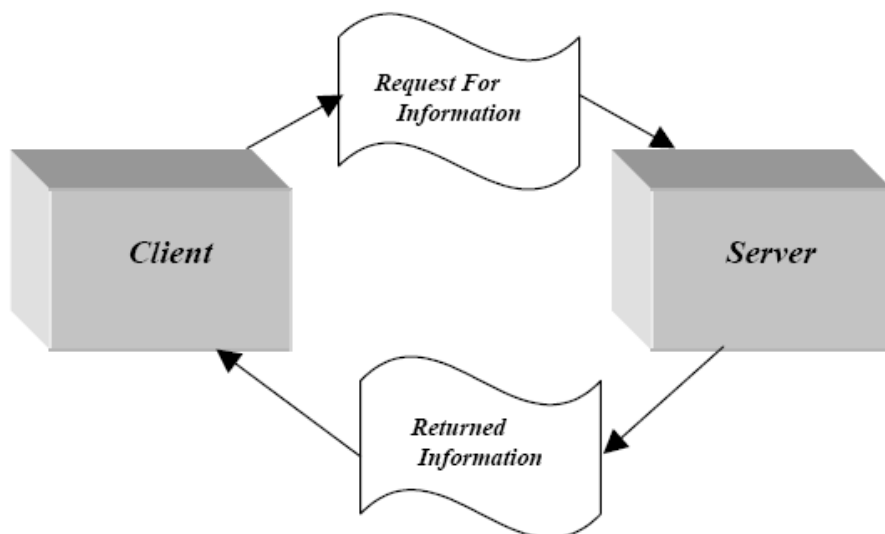 Request For
Information
Client
Server
Returned
Information